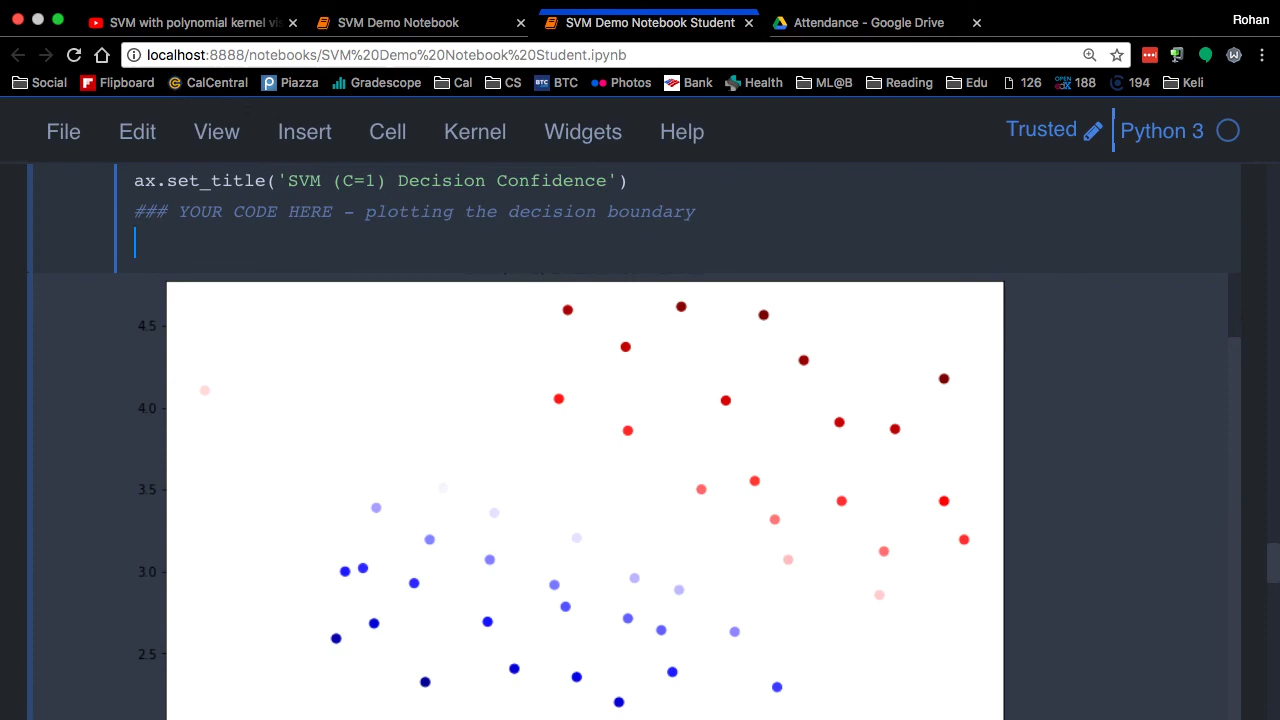 SVM with polynomial kernel vis
SVM Demo Notebook
SVM Demo Notebook Student
Attendance - Google Drive
Rohan
localhost:8888/notebooks/SVM%20Demo%20Notebook%20Student.ipynb
Social Flipboard CalCentral Piazza Gradescope Cal CS BTC BTC Photos Bank Health ML@B Reading Edu 126 188 194 Keli
File Edit View Insert Cell Kernel Widgets Help Trusted Python 3
ax.set_title('SVM (C=1) Decision Confidence')
### YOUR CODE HERE - plotting the decision boundary
4.5
4.0
3.5
3.0
2.5